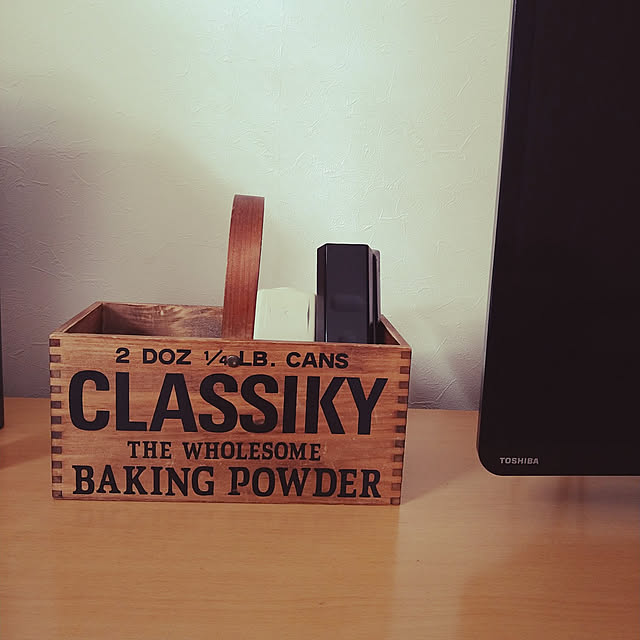 2 DOZ 1/4 LB. CANS
CLASSIKY
THE WHOLESOME
BAKING POWDER
TOSHIBA